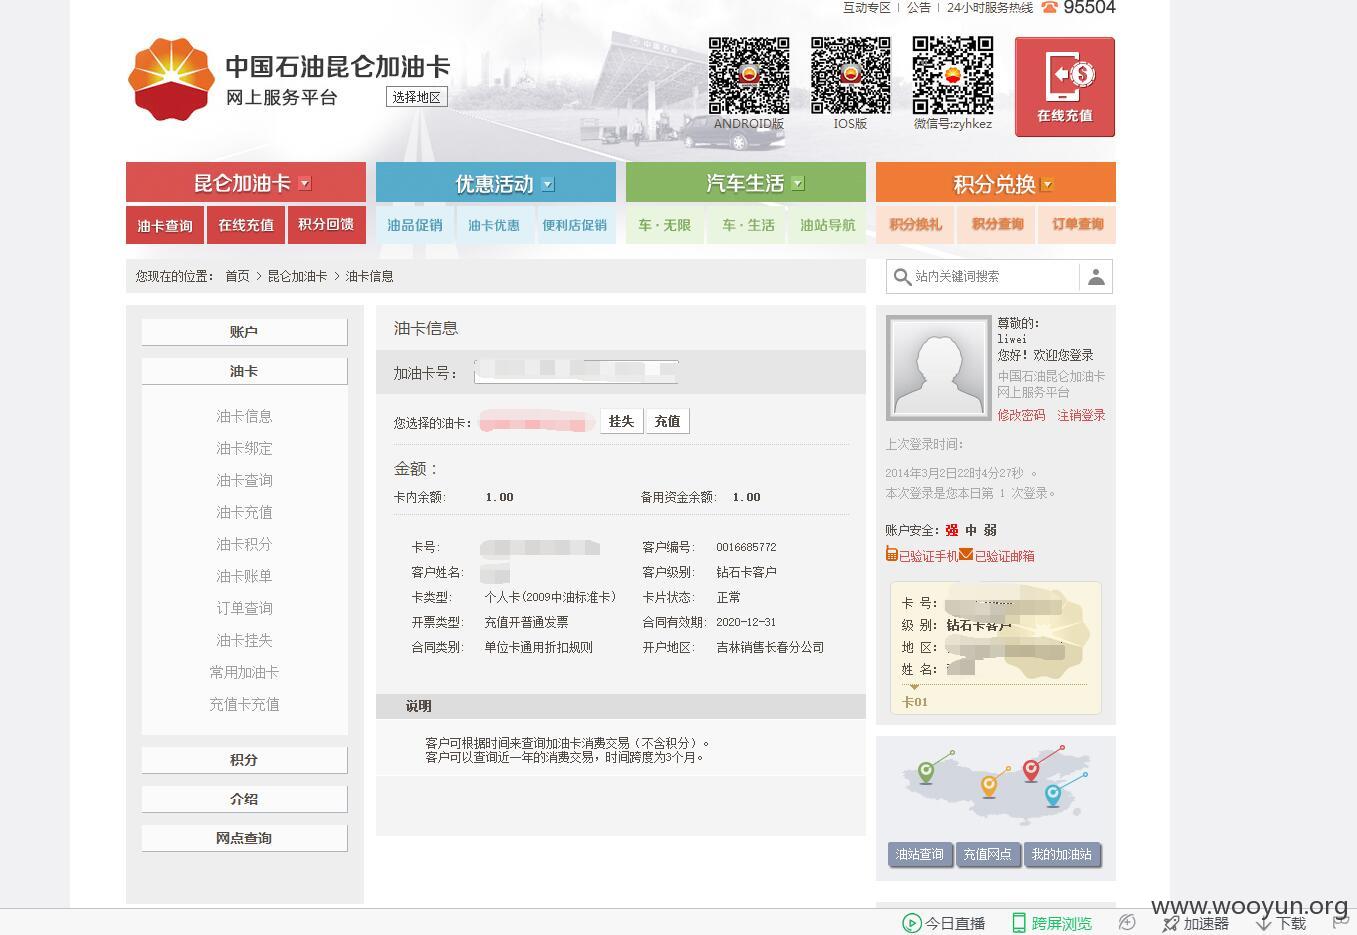 互动专区 | 公告 | 24小时服务热线 95504
中国石油昆仑加油卡
网上服务平台 选择地区
ANDROID版 IOS版 微信号:zyhkez
在线充值
昆仑加油卡 优惠活动 汽车生活 积分兑换
油卡查询 在线充值 积分回馈 油品促销 油卡优惠 便利店促销 车·无限 车·生活 油站导航 积分换礼 积分查询 订单查询
您现在的位置： 首页 > 昆仑加油卡 > 油卡信息
站内关键词搜索
账户
油卡
油卡信息
油卡绑定
油卡查询
油卡充值
油卡积分
油卡账单
订单查询
油卡挂失
常用加油卡
充值卡充值
积分
介绍
网点查询
油卡信息
加油卡号：
您选择的油卡： 挂失 充值
金额：
卡内余额: 1.00 备用资金余额: 1.00
卡号: 客户编号: 0016685772
客户姓名: 客户级别: 钻石卡客户
卡类型: 个人卡(2009中油标准卡) 卡片状态: 正常
开票类型: 充值开普通发票 合同有效期: 2020-12-31
合同类别: 单位卡通用折扣规则 开户地区: 吉林销售长春分公司
说明
客户可根据时间来查询加油卡消费交易（不含积分）。
客户可以查询近一年的消费交易，时间跨度为3个月。
尊敬的：
liwei
您好！欢迎您登录
中国石油昆仑加油卡
网上服务平台
修改密码 注销登录
上次登录时间：
2014年3月2日22时4分27秒 。
本次登录是您本日第 1 次登录。
账户安全：强 中 弱
已验证手机 已验证邮箱
卡 号：
级 别：钻石卡客户
地 区：
姓 名：
卡01
油站查询 充值网点 我的加油站
www.wooyun.org
今日直播 跨屏浏览 加速器 下载